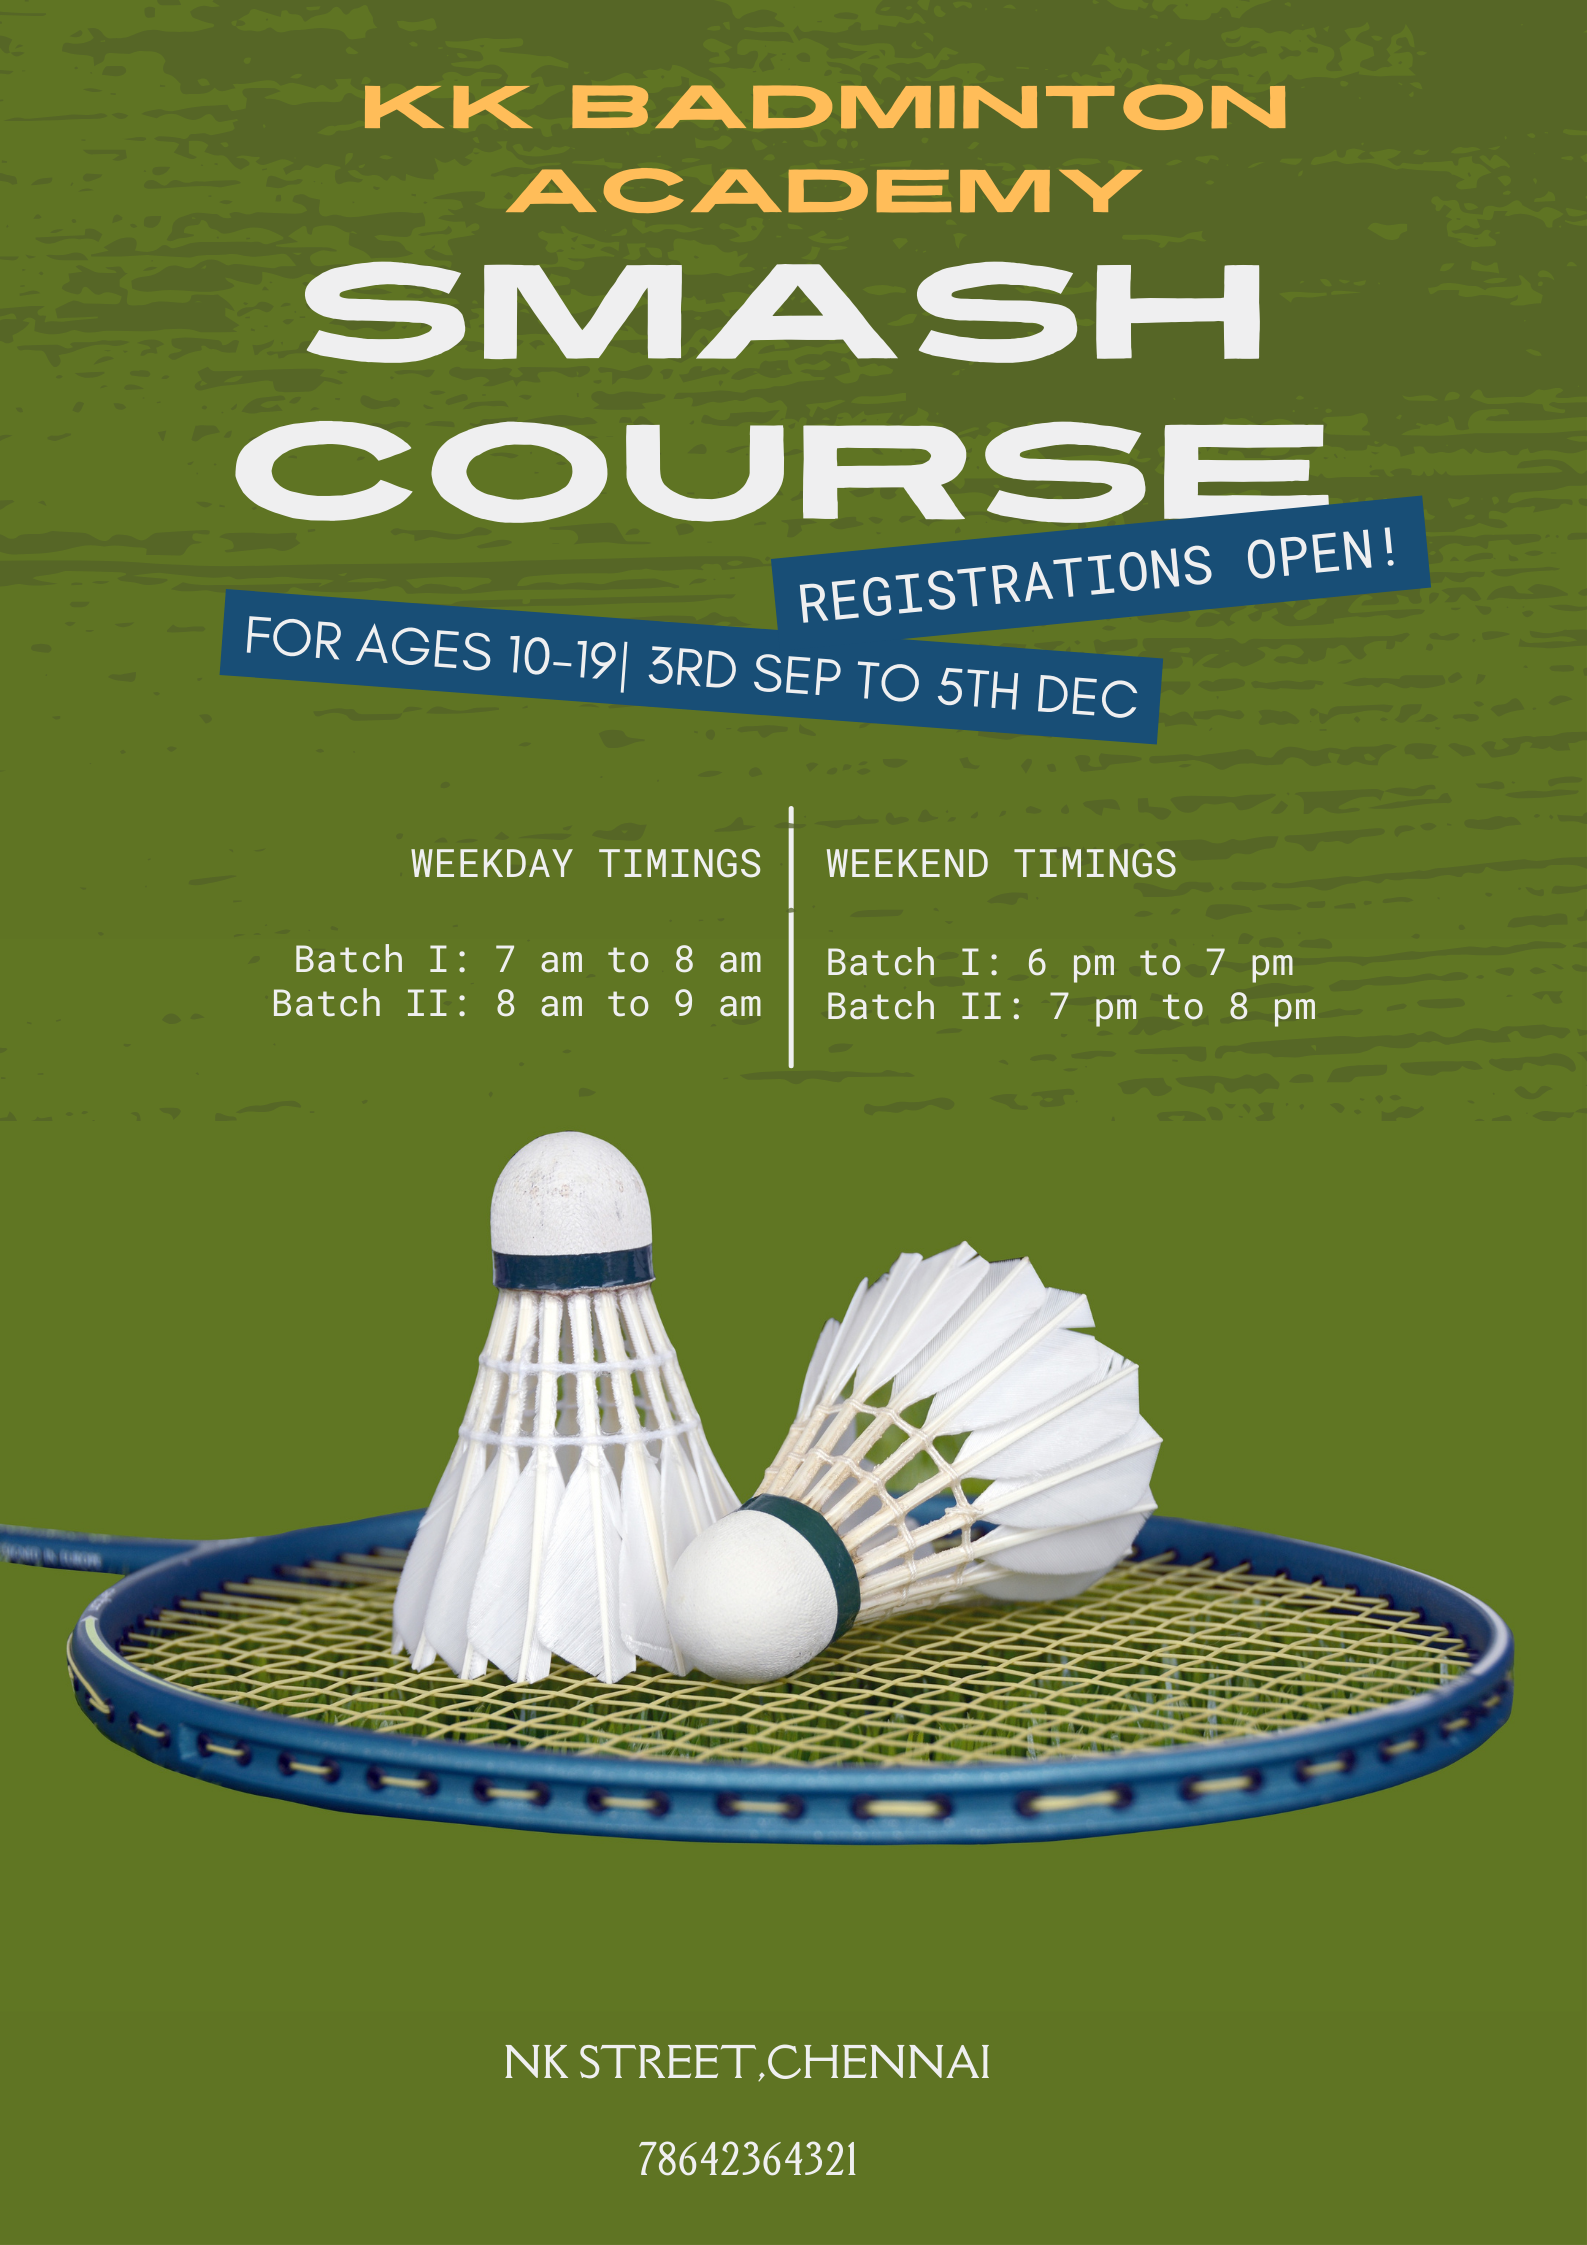 KK BADMINTON
ACADEMY
SMASH
COURSE
REGISTRATIONS OPEN!
FOR AGES 10-19| 3RD SEP TO 5TH DEC
WEEKDAY TIMINGS
Batch I: 7 am to 8 am
Batch II: 8 am to 9 am
WEEKEND TIMINGS
Batch I: 6 pm to 7 pm
Batch II: 7 pm to 8 pm
NK STREET,CHENNAI
78642364321